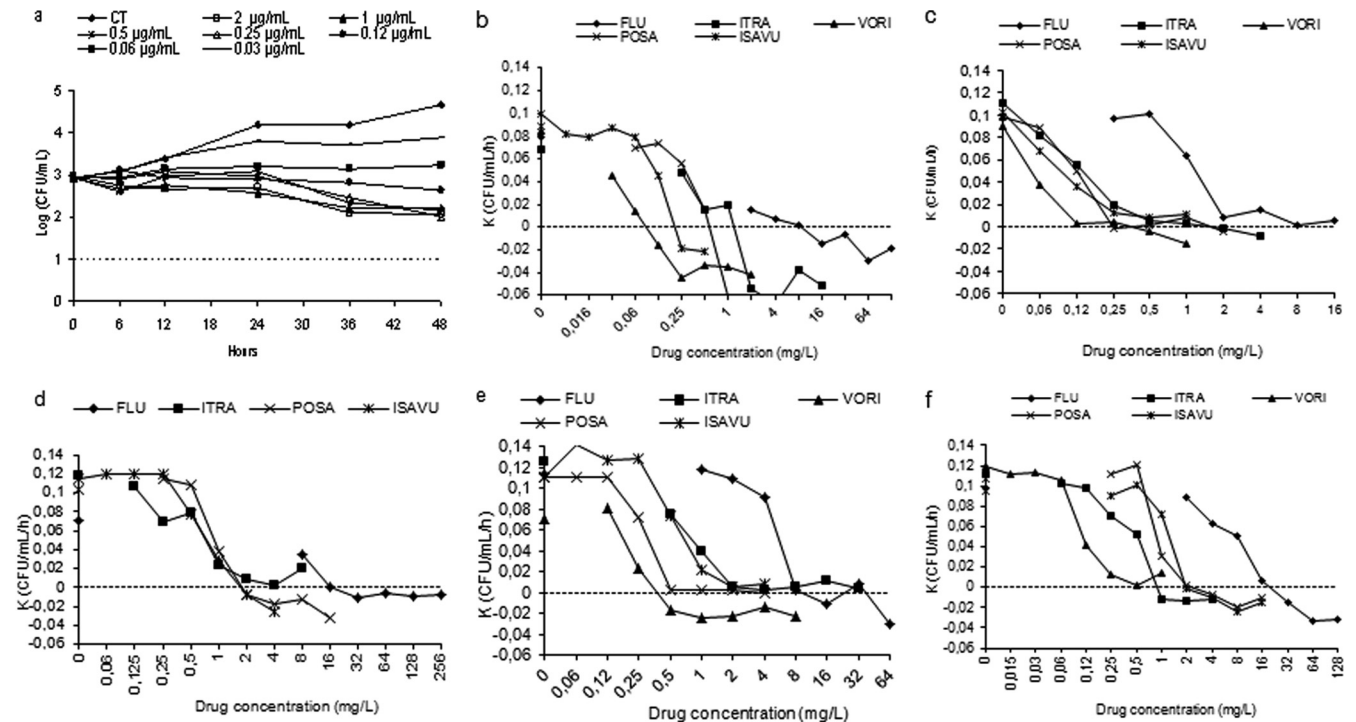 a
CT 2 µg/mL 1 µg/mL
0.5 µg/mL 0.25 µg/mL 0.12 µg/mL
0.06 µg/mL 0.03 µg/mL
Log (CFU/mL)
5
4
3
2
1
0
0 6 12 18 24 30 36 42 48
Hours
b
FLU ITRA VORI
POSA ISAVU
K (CFU/mL/h)
0,14
0,12
0,1
0,08
0,06
0,04
0,02
0
-0,02
-0,04
-0,06
0 0,016 0,06 0,25 1 4 16 64
Drug concentration (mg/L)
c
FLU ITRA VORI
POSA ISAVU
K (CFU/mL/h)
0,14
0,12
0,1
0,08
0,06
0,04
0,02
0
-0,02
-0,04
-0,06
0 0,06 0,12 0,25 0,5 1 2 4 8 16
Drug concentration (mg/L)
d
FLU ITRA POSA ISAVU
K (CFU/mL/h)
0,14
0,12
0,10
0,08
0,06
0,04
0,02
0
-0,02
-0,04
-0,06
0 0,06 0,125 0,25 0,5 1 2 4 8 16 32 64 128 256
Drug concentration (mg/L)
e
FLU ITRA VORI
POSA ISAVU
K (CFU/mL/h)
0,14
0,12
0,1
0,08
0,06
0,04
0,02
0
-0,02
-0,04
-0,06
0 0,06 0,12 0,25 0,5 1 2 4 8 16 32 64
Drug concentration (mg/L)
f
FLU ITRA VORI
POSA ISAVU
K (CFU/mL/h)
0,14
0,12
0,1
0,08
0,06
0,04
0,02
0
-0,02
-0,04
-0,06
0 0,015 0,03 0,06 0,12 0,25 0,5 1 2 4 8 16 32 64 128
Drug concentration (mg/L)